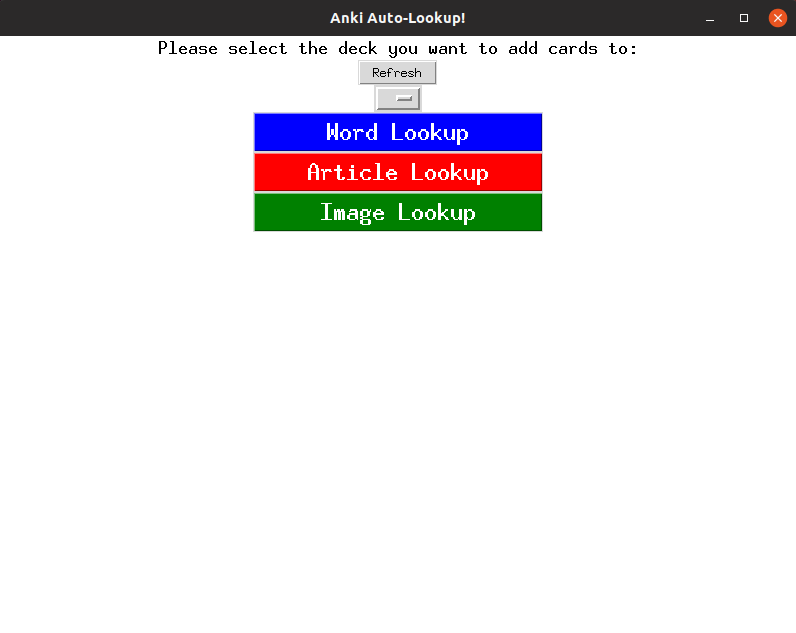 Anki Auto-Lookup!
Please select the deck you want to add cards to:
Refresh
Word Lookup
Article Lookup
Image Lookup